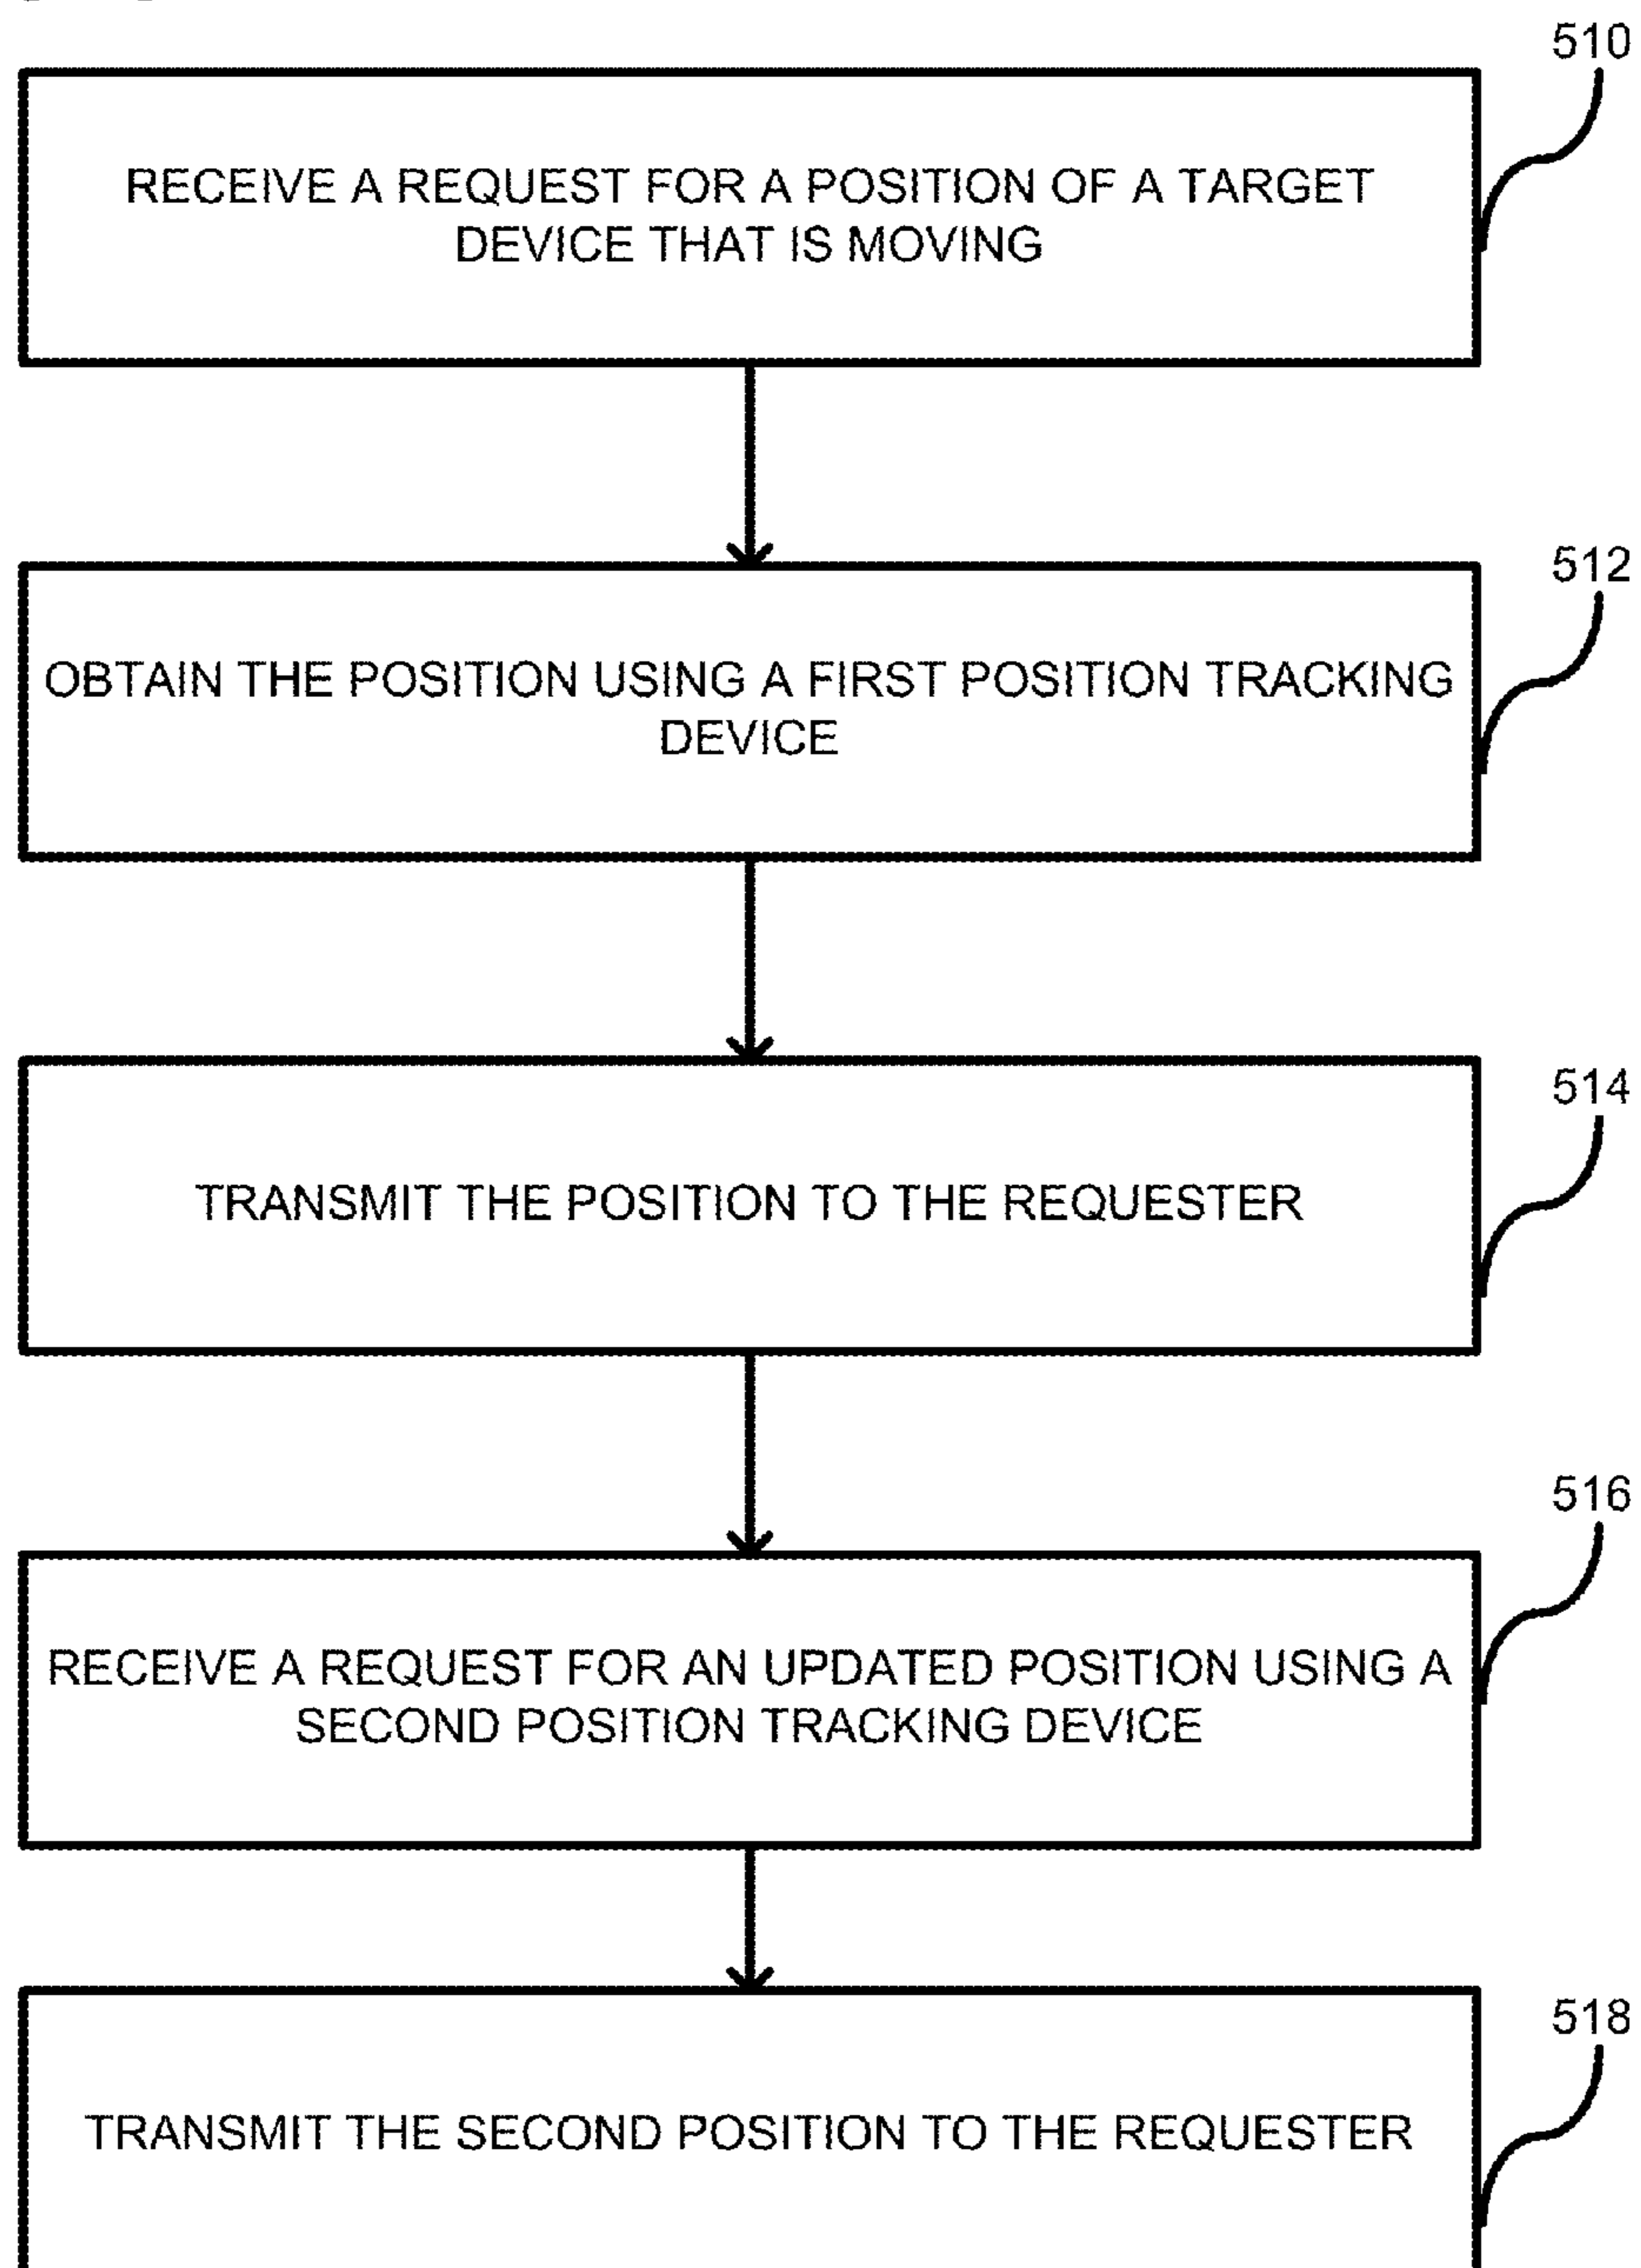 510
RECEIVE A REQUEST FOR A POSITION OF A TARGET
DEVICE THAT IS MOVING
512
OBTAIN THE POSITION USING A FIRST POSITION TRACKING
DEVICE
514
TRANSMIT THE POSITION TO THE REQUESTER
516
RECEIVE A REQUEST FOR AN UPDATED POSITION USING A
SECOND POSITION TRACKING DEVICE
518
TRANSMIT THE SECOND POSITION TO THE REQUESTER